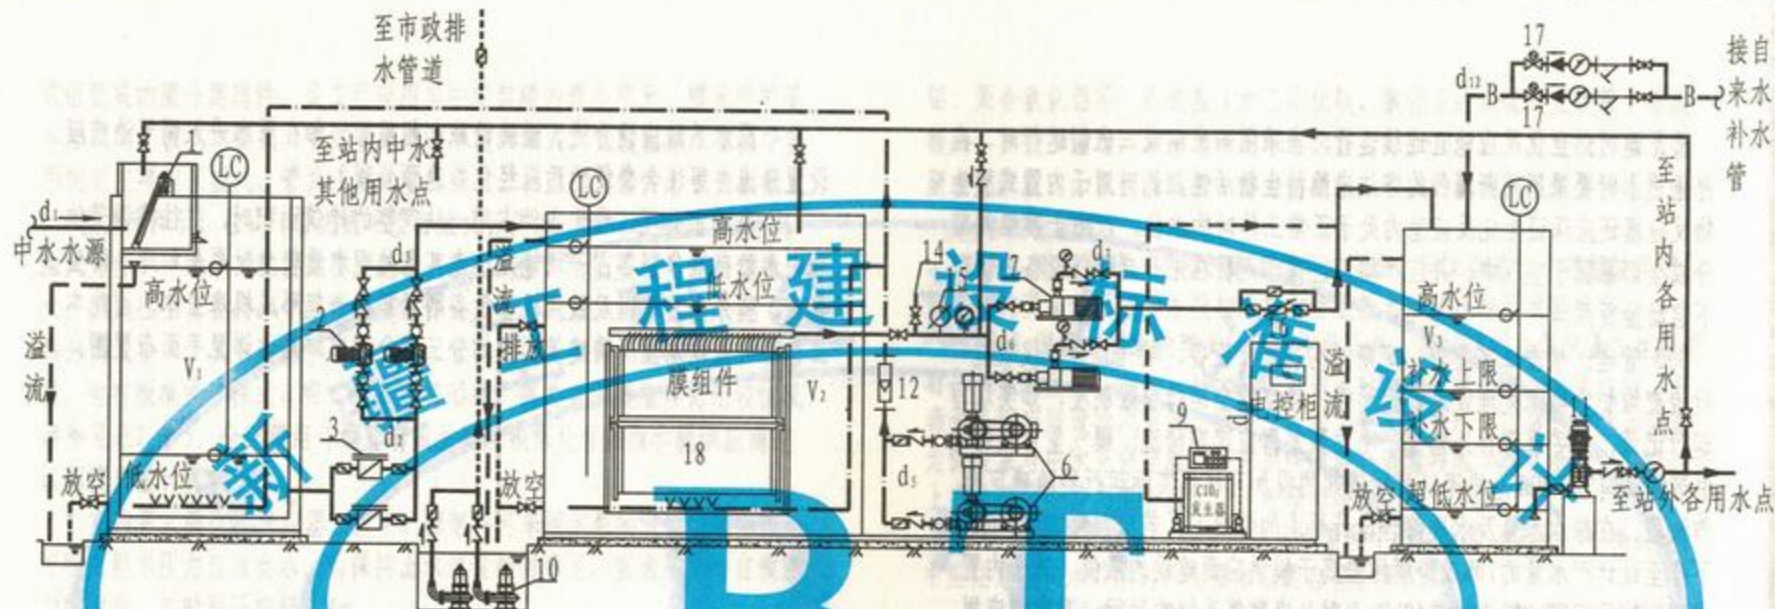 至市政排
水管道
17
接自
来水
补水
管
d₁₂
B
B
17
至站内中水
其他用水点
LC
LC
LC
d₁
中水水源
高水位
溢
流
2
V₁
3
放空
低水位
溢
流
排放
放空
高水位
低水位
膜组件
18
V₂
14
15
7
12
d₅
6
9
ClO₂
发生器
电控柜
溢
流
高水位
V₃
补水上限
补水下限
超低水位
放空
11
至
站
内
各
用
水
点
至站外各用水点
10
新疆工程建设标准设计
BT